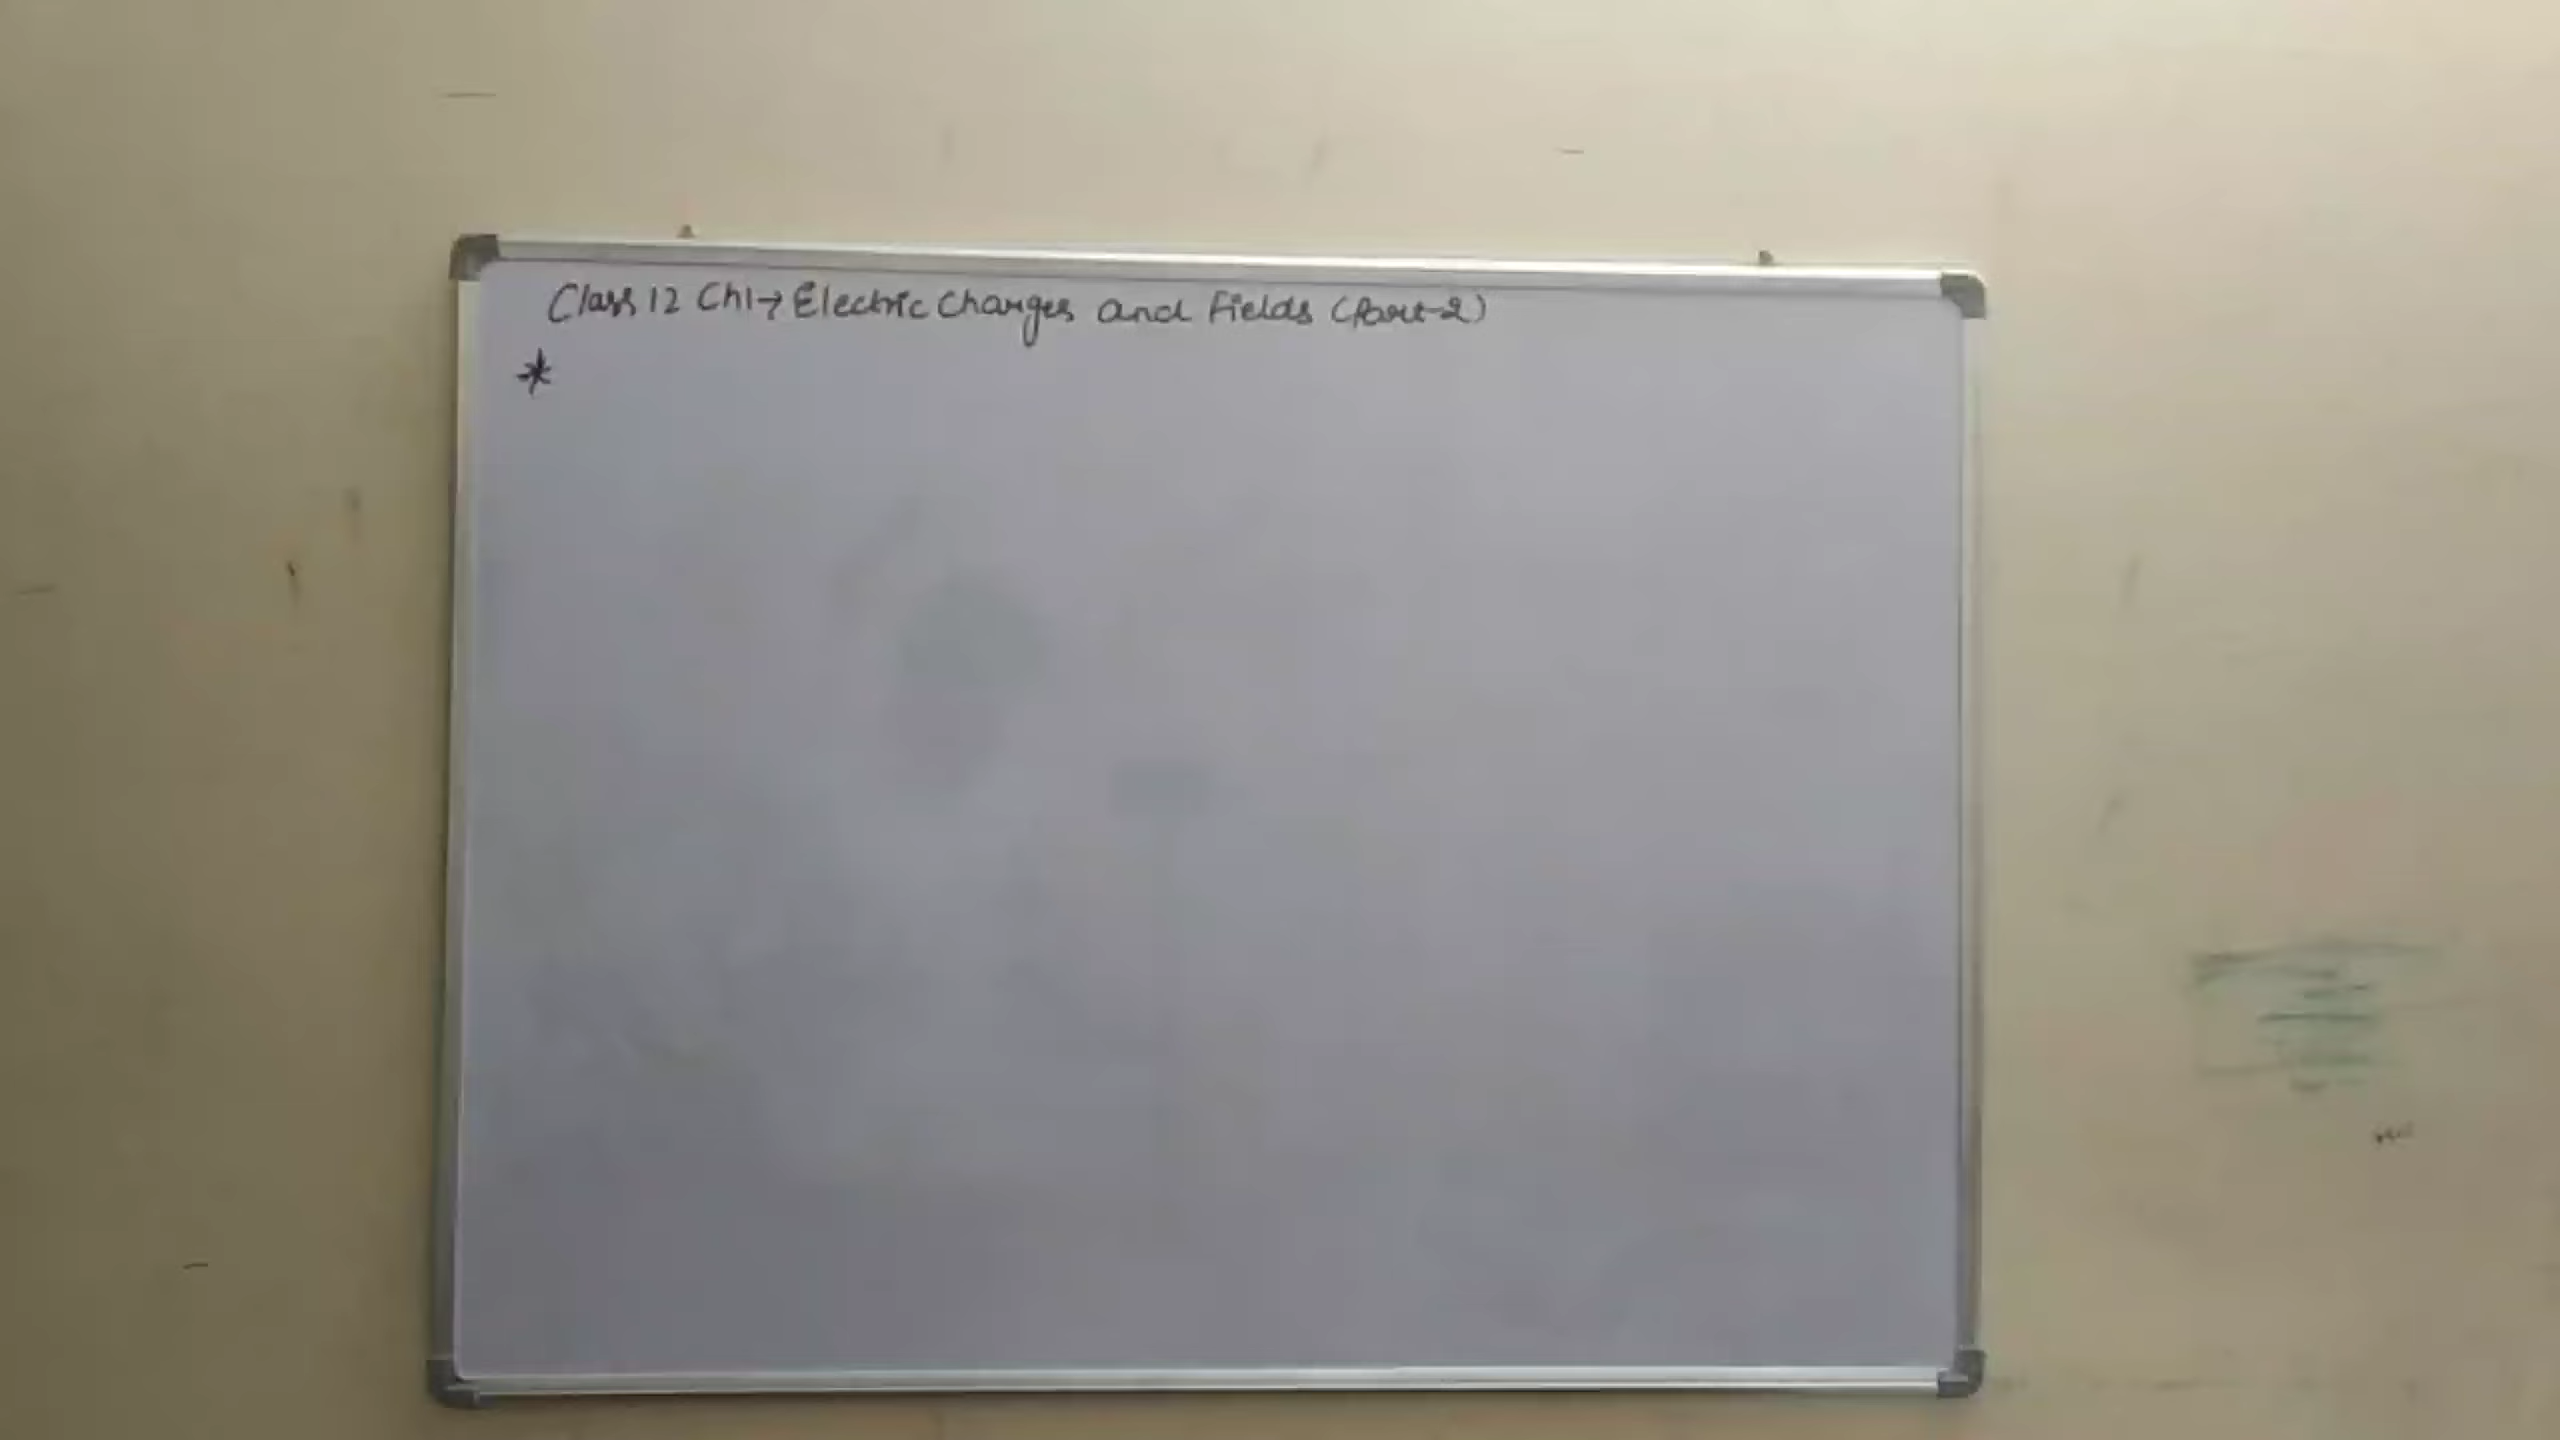 Class 12 Ch1→ Electric Charges and Fields (Part-2)
*